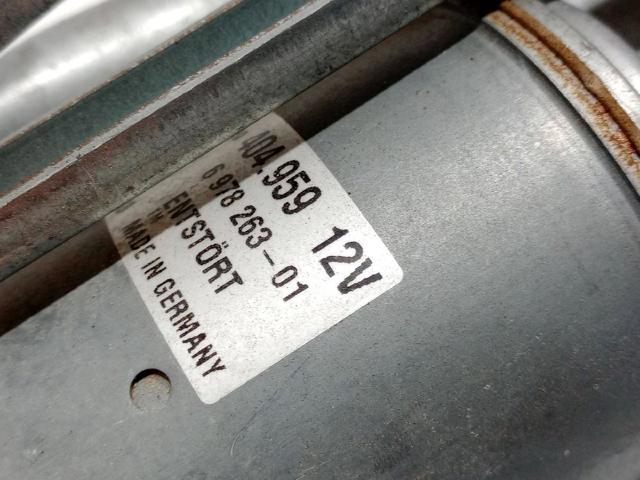 404.959 12V
6 978 263-01
ENTSTÖRT
MADE IN GERMANY